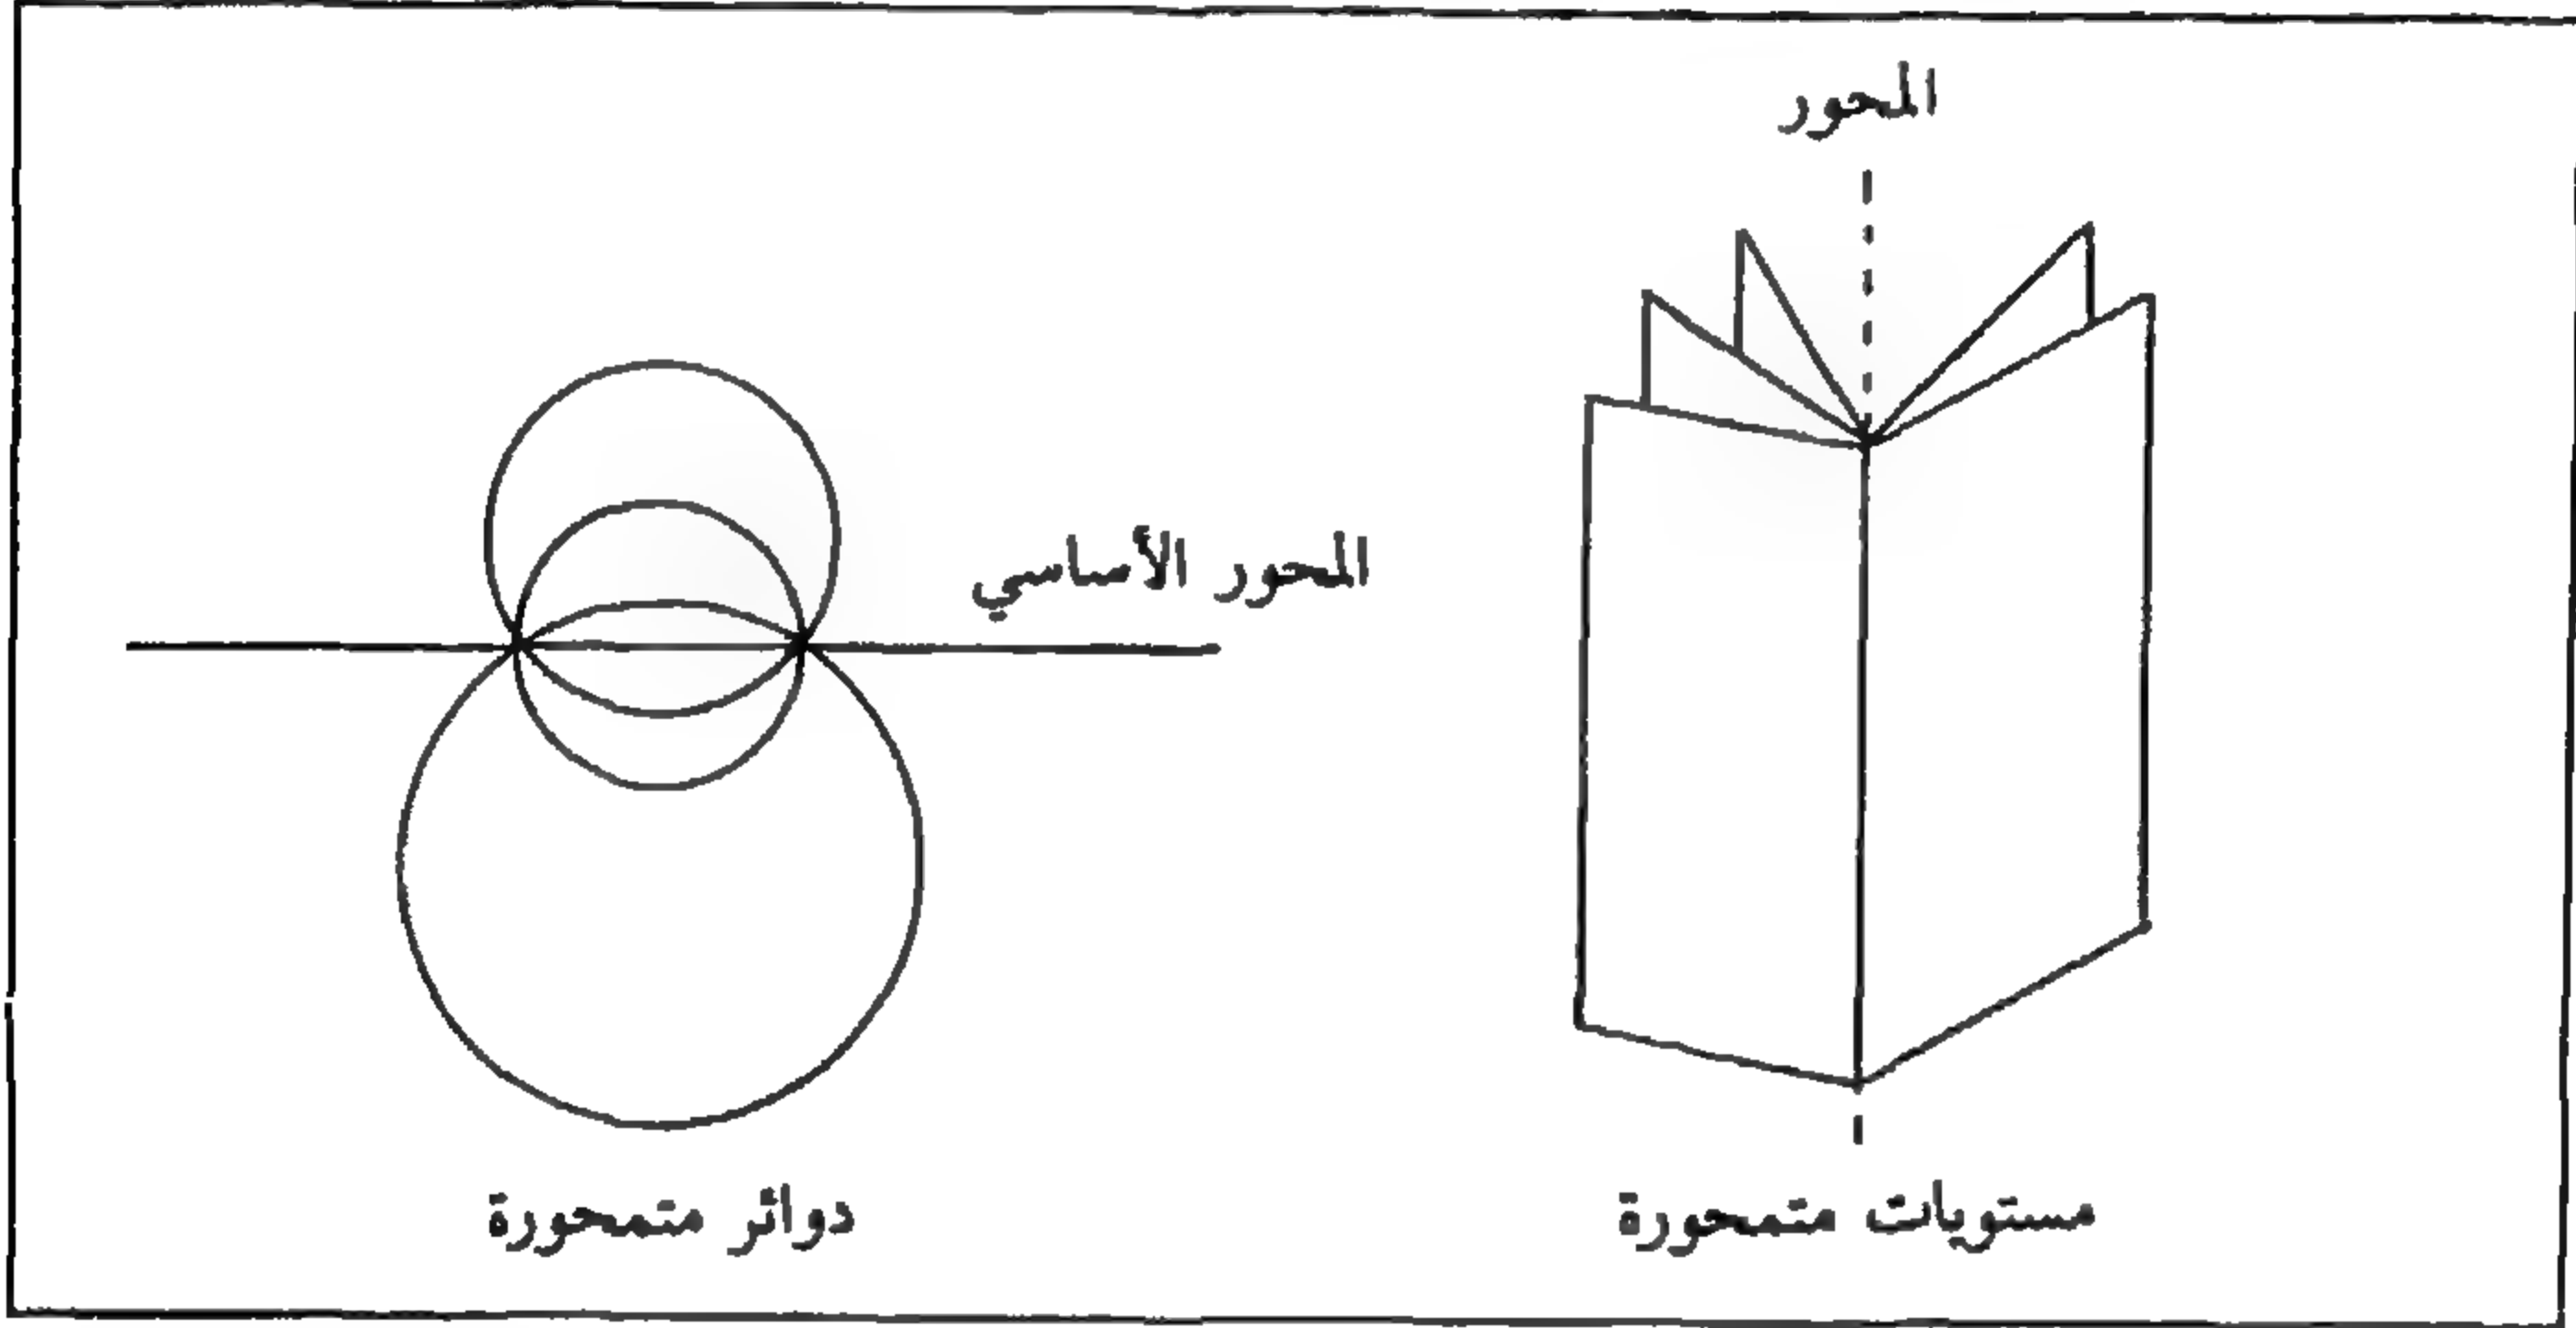 المحور
المحور الأساسي
مستويات متمحورة
دوائر متمحورة